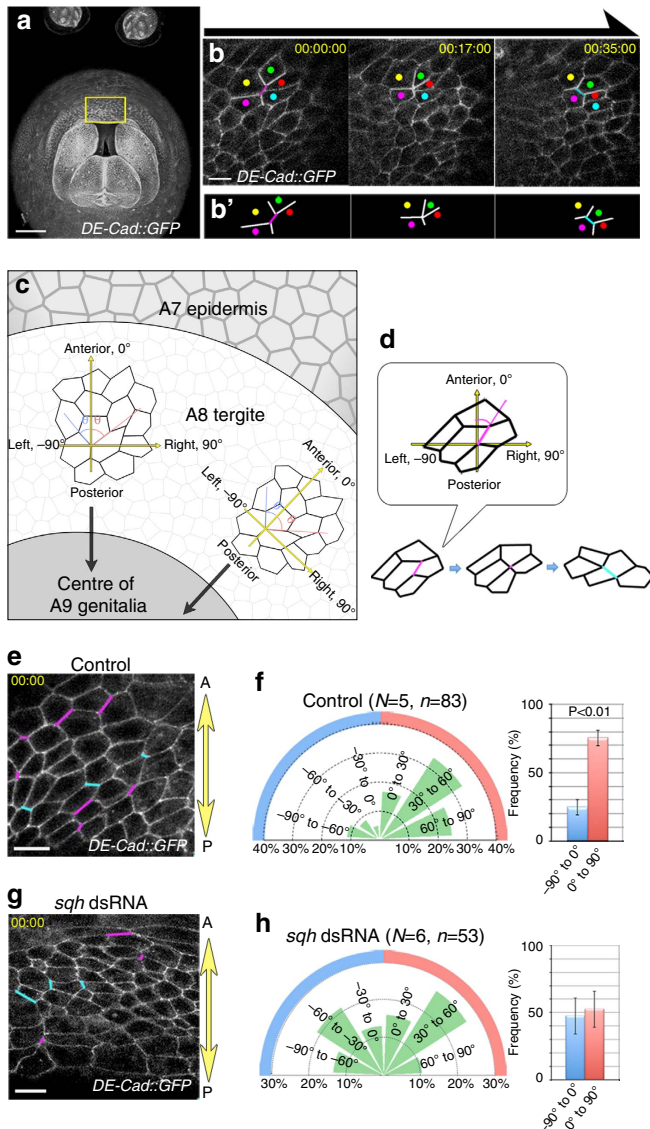 a
DE-Cad::GFP
b
00:00:00
00:17:00
00:35:00
DE-Cad::GFP
b'
c
A7 epidermis
Anterior, 0°
θ θ
A8 tergite
Left, –90°
Right, 90°
Posterior
Anterior, 0°
Left, –90°
θ
θ
Posterior
Right, 90°
Centre of
A9 genitalia
d
Anterior, 0°
Left, –90
Right, 90°
Posterior
e
Control
00:00
A
P
DE-Cad::GFP
f
Control (N=5, n=83)
–90° to –60°
–60° to –30°
–30° to 0°
0° to 30°
30° to 60°
60° to 90°
40% 30% 20% 10% 10% 20% 30% 40%
Frequency (%)
100
50
0
P<0.01
–90° to 0°
0° to 90°
g
sqh dsRNA
00:00
A
P
DE-Cad::GFP
h
sqh dsRNA (N=6, n=53)
–90° to –60°
–60° to –30°
–30° to 0°
0° to 30°
30° to 60°
60° to 90°
30% 20% 10% 10% 20% 30%
Frequency (%)
100
50
0
–90° to 0°
0° to 90°